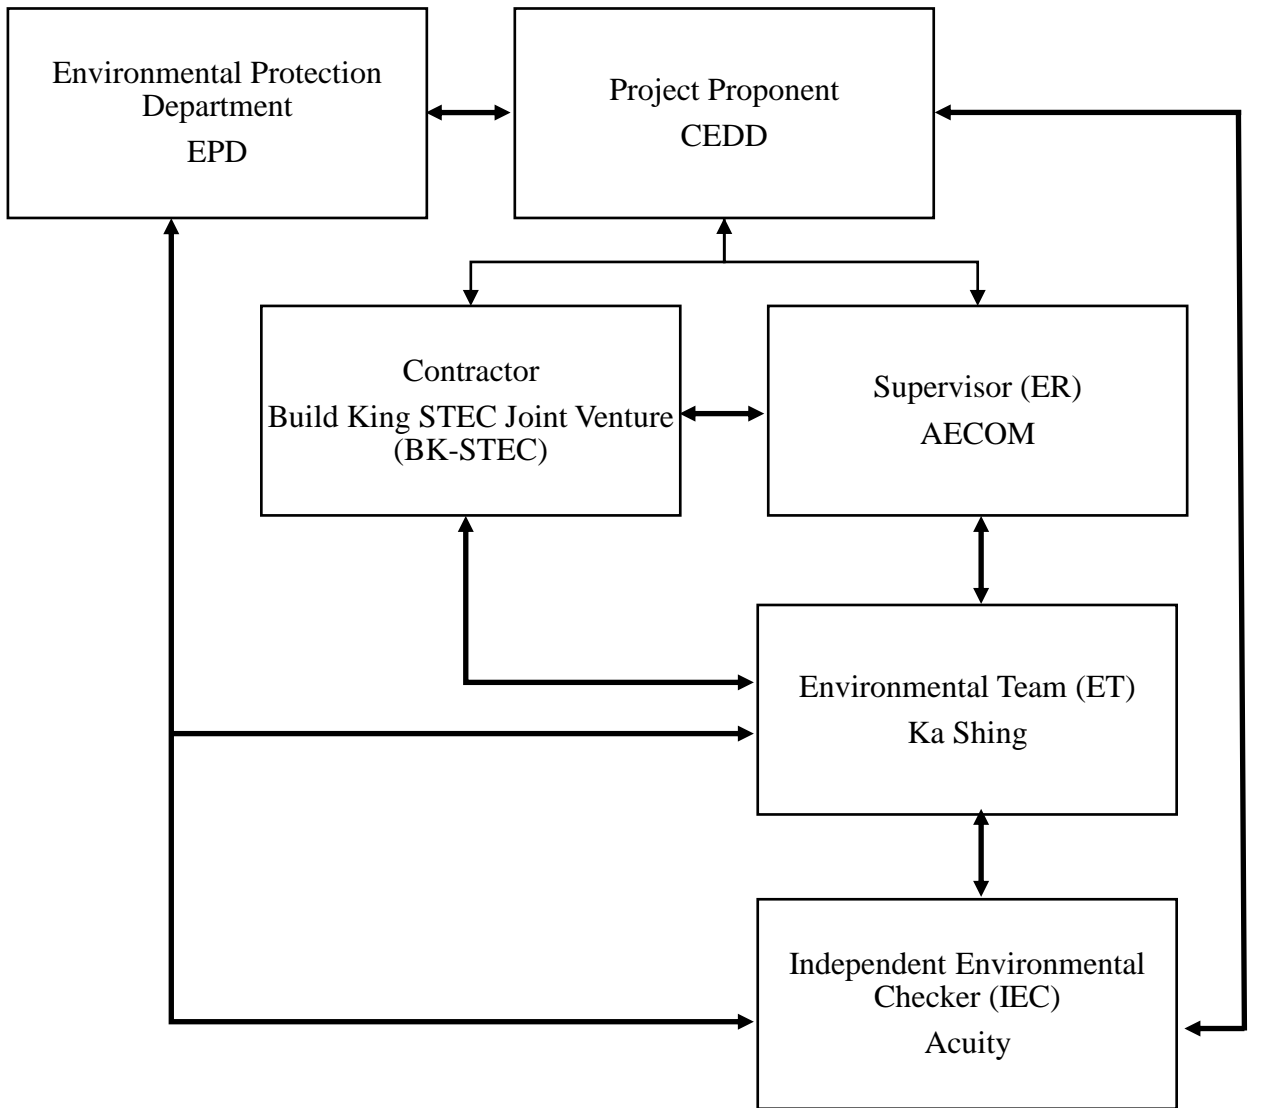 Environmental Protection
Department
EPD
Project Proponent
CEDD
Contractor
Build King STEC Joint Venture
(BK-STEC)
Supervisor (ER)
AECOM
Environmental Team (ET)
Ka Shing
Independent Environmental
Checker (IEC)
Acuity